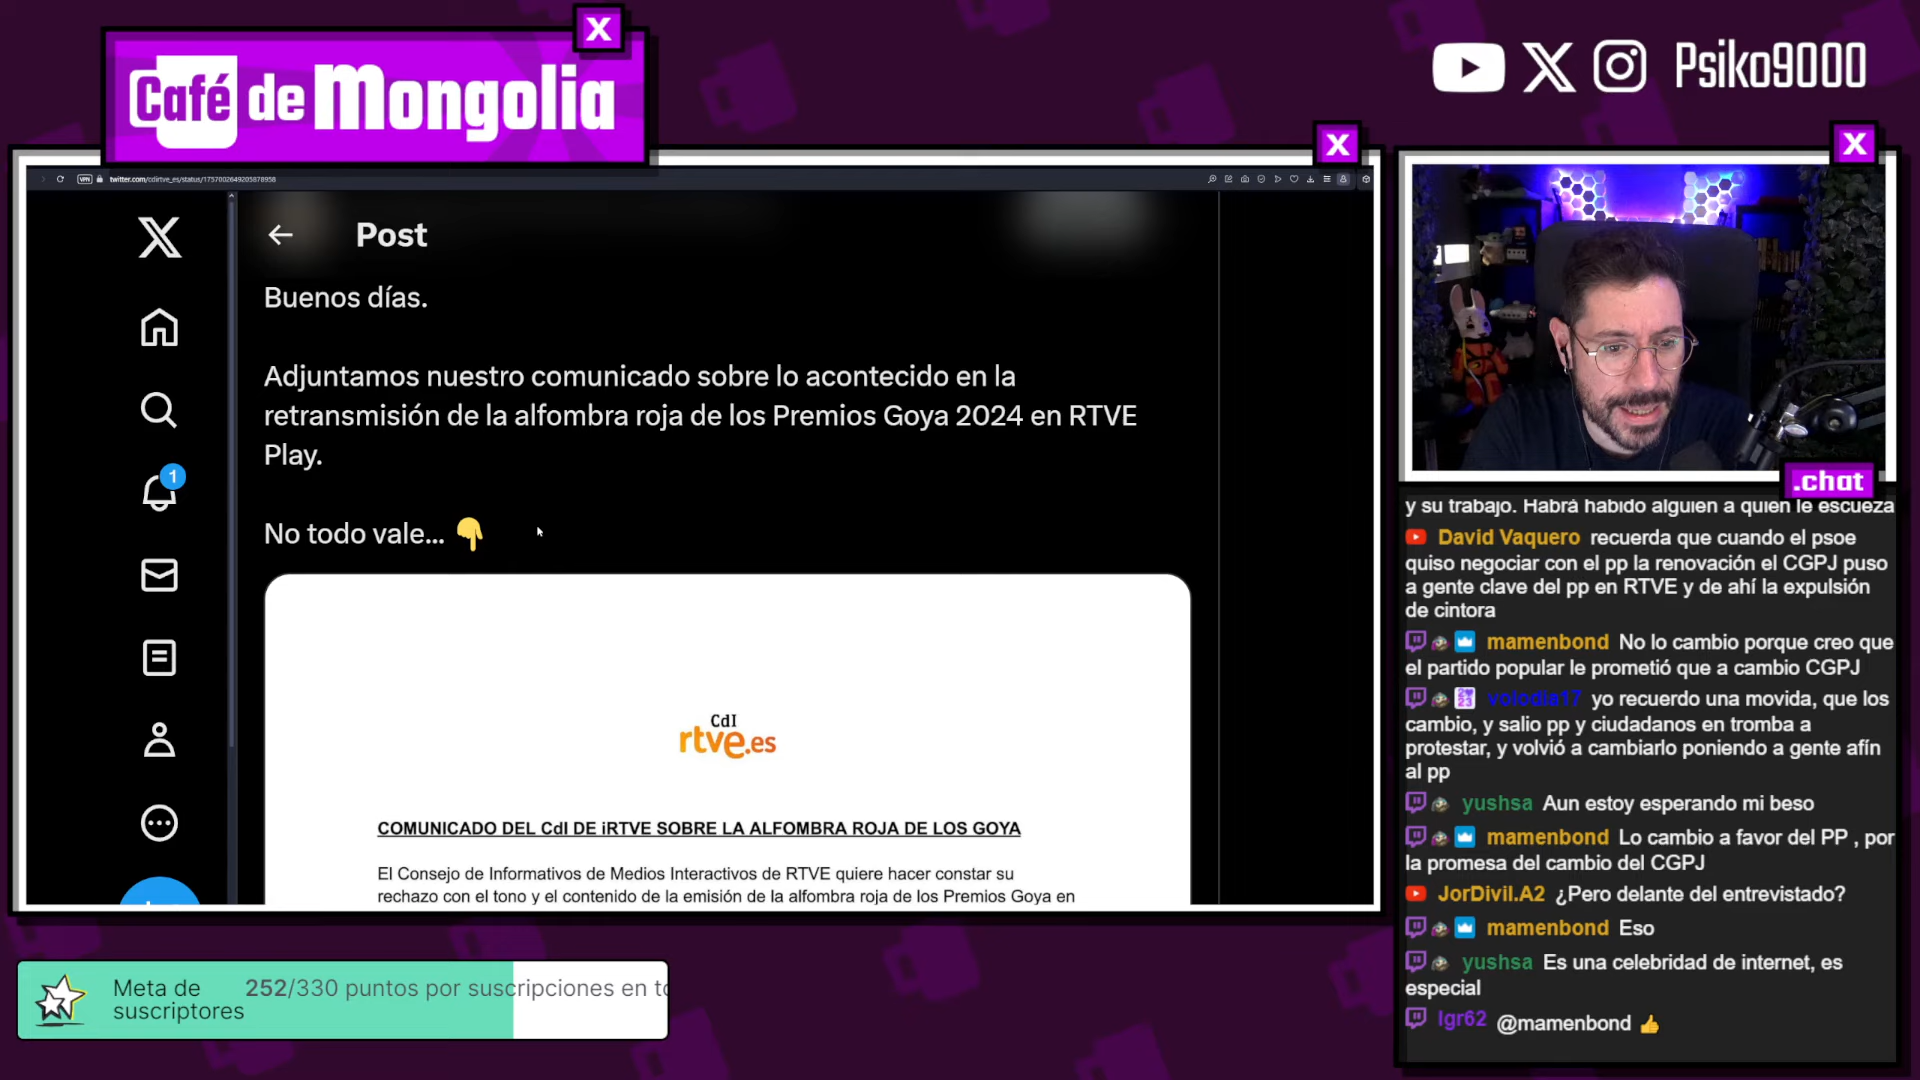 X
Café de Mongolia
Psiko9000
X
X
VPN
twitter.com/cdirtve_es/status/1757002649205878958
Post
Buenos días.
Adjuntamos nuestro comunicado sobre lo acontecido en la
retransmisión de la alfombra roja de los Premios Goya 2024 en RTVE
Play.
1
No todo vale...
CdI
rtve.es
COMUNICADO DEL CdI DE iRTVE SOBRE LA ALFOMBRA ROJA DE LOS GOYA
El Consejo de Informativos de Medios Interactivos de RTVE quiere hacer constar su
rechazo con el tono y el contenido de la emisión de la alfombra roja de los Premios Goya en
.chat
y su trabajo. Habrá habido alguien a quien le escueza
David Vaquero recuerda que cuando el psoe
quiso negociar con el pp la renovación el CGPJ puso
a gente clave del pp en RTVE y de ahí la expulsión
de cintora
mamenbond No lo cambio porque creo que
el partido popular le prometió que a cambio CGPJ
volodia17 yo recuerdo una movida, que los
cambio, y salio pp y ciudadanos en tromba a
protestar, y volvió a cambiarlo poniendo a gente afín
al pp
yushsa Aun estoy esperando mi beso
mamenbond Lo cambio a favor del PP , por
la promesa del cambio del CGPJ
JorDivil.A2 ¿Pero delante del entrevistado?
mamenbond Eso
yushsa Es una celebridad de internet, es
especial
lgr62 @mamenbond 👍
Meta de
suscriptores
252/330 puntos por suscripciones en to